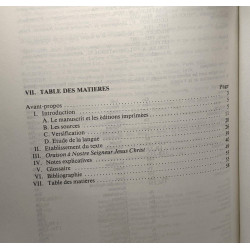 VII. TABLE DES MATIERES
Page
Avant-propos
I. Introduction
A. Le manuscrit et les éditions imprimées
B. Les sources
C. Versification
D. Etude de la langue
II. Etablissement du texte
III. Oraison à Nostre Seigneur Jesus Christ
IV. Notes explicatives
V. Glossaire
VI. Bibliographie
VII. Table des matières